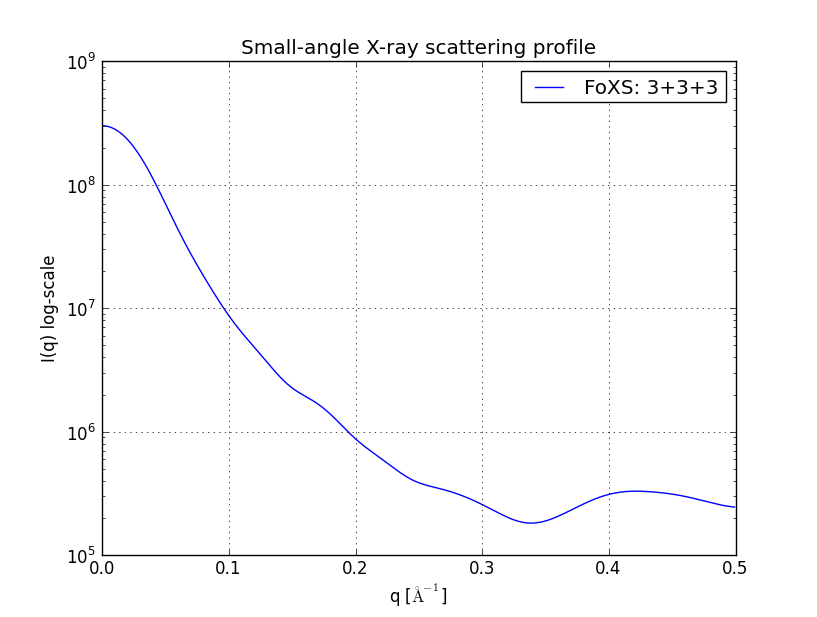 Small-angle X-ray scattering profile
FoXS: 3+3+3
I(q) log-scale
10⁹
10⁸
10⁷
10⁶
10⁵
0.0 0.1 0.2 0.3 0.4 0.5
q [Å⁻¹]